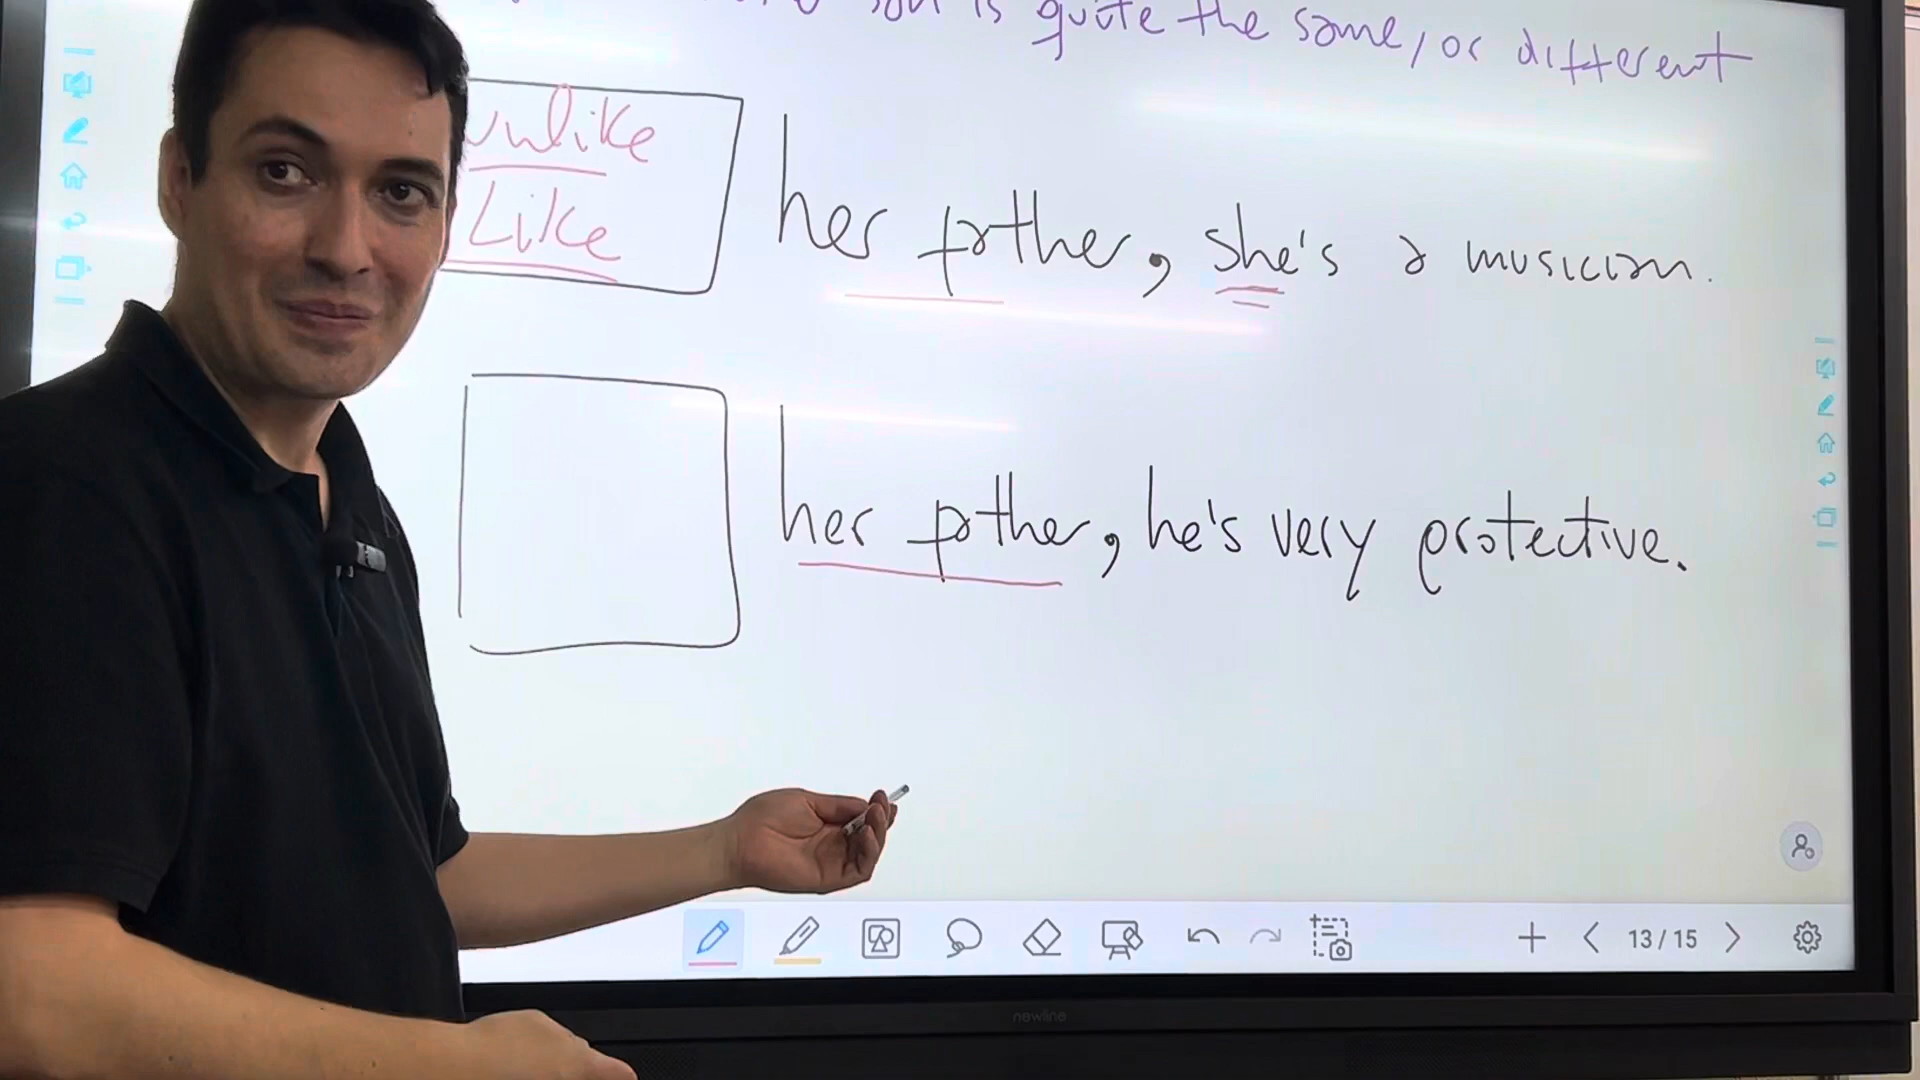 son is quite the same, or different
unlike
Like
her father, she's a musician.
her father, he's very protective.
13/15
newline